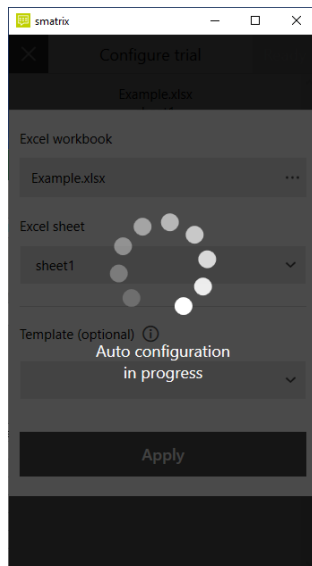 smatrix
Configure trial
Example.xlsx
Excel workbook
Example.xlsx
Excel sheet
sheet1
Template (optional)
Auto configuration
in progress
Apply